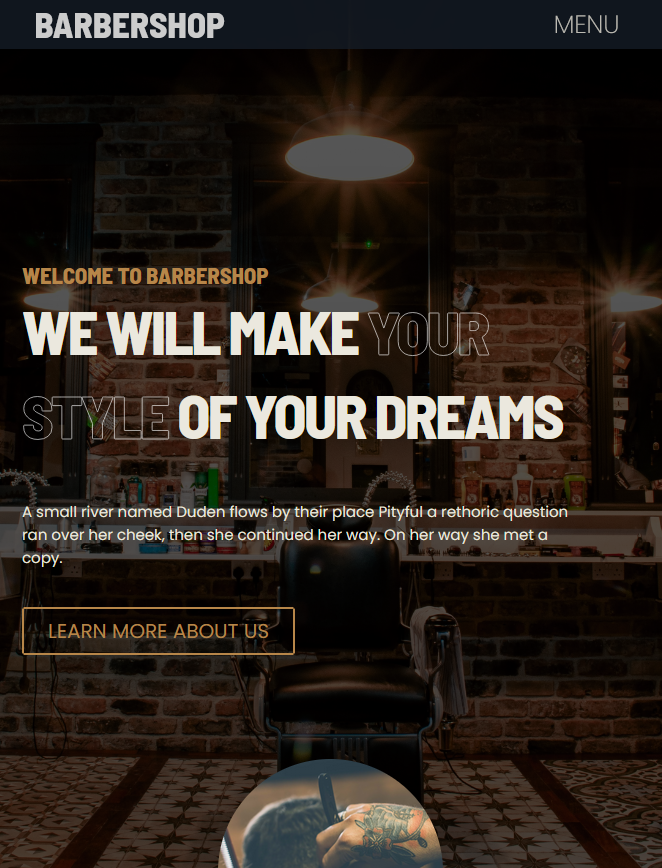 BARBERSHOP
MENU
WELCOME TO BARBERSHOP
WE WILL MAKE YOUR
STYLE OF YOUR DREAMS
A small river named Duden flows by their place Pityful a rethoric question
ran over her cheek, then she continued her way. On her way she met a
copy.
LEARN MORE ABOUT US